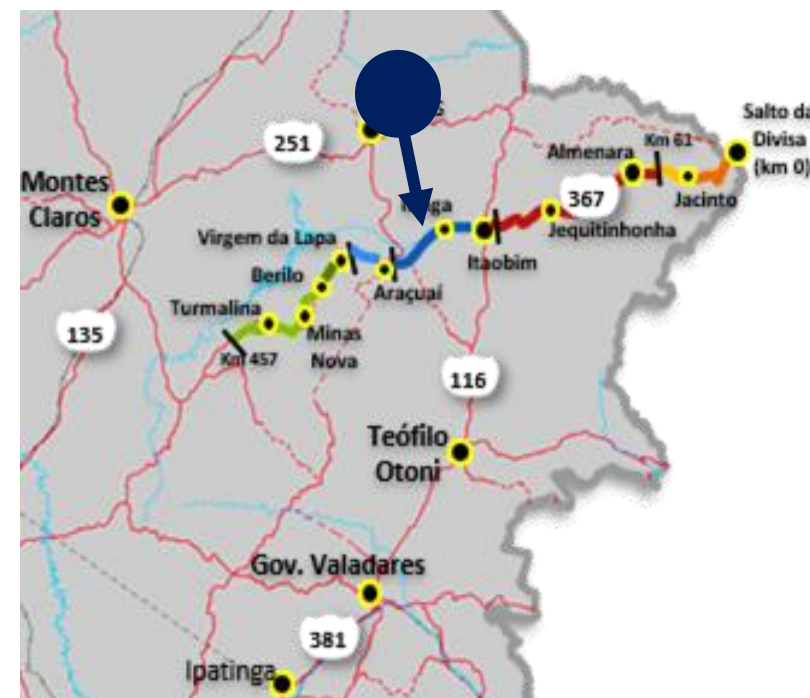 251
Salto da
Divisa
(km 0)
Km 61
Almenara
367
Jacinto
Montes
Claros
Jequitinhonha
Virgem da Lapa
Itaobim
Berilo
Araçuaí
Turmalina
Minas
Nova
135
Km 457
116
Teófilo
Otoni
Gov. Valadares
381
Ipatinga